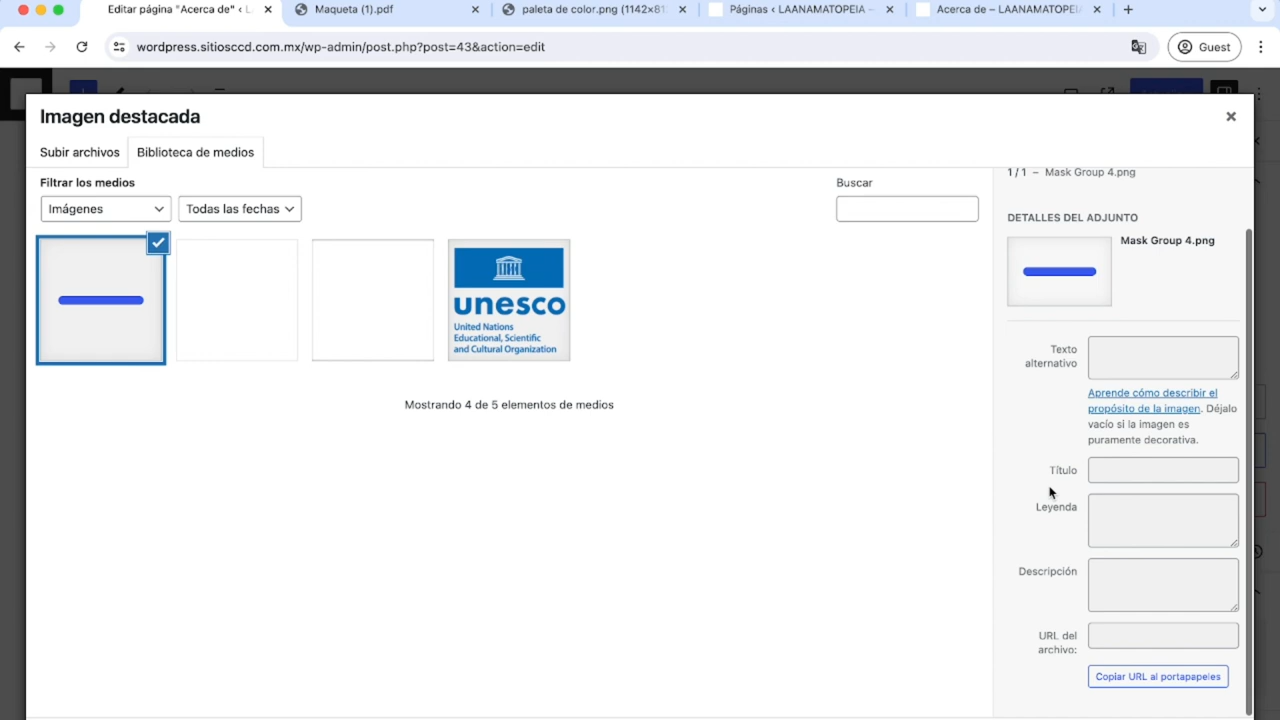 Editar página "Acerca de" ‹ L
Maqueta (1).pdf
paleta de color.png (1142×81
Páginas ‹ LAANAMATOPEIA –
Acerca de – LAANAMATOPEIA
wordpress.sitiosccd.com.mx/wp-admin/post.php?post=43&action=edit
Guest
Imagen destacada
Subir archivos
Biblioteca de medios
Filtrar los medios
Imágenes
Todas las fechas
Buscar
unesco
United Nations
Educational, Scientific
and Cultural Organization
Mostrando 4 de 5 elementos de medios
1 / 1 – Mask Group 4.png
DETALLES DEL ADJUNTO
Mask Group 4.png
Texto
alternativo
Aprende cómo describir el
propósito de la imagen. Déjalo
vacío si la imagen es
puramente decorativa.
Título
Leyenda
Descripción
URL del
archivo:
Copiar URL al portapapeles